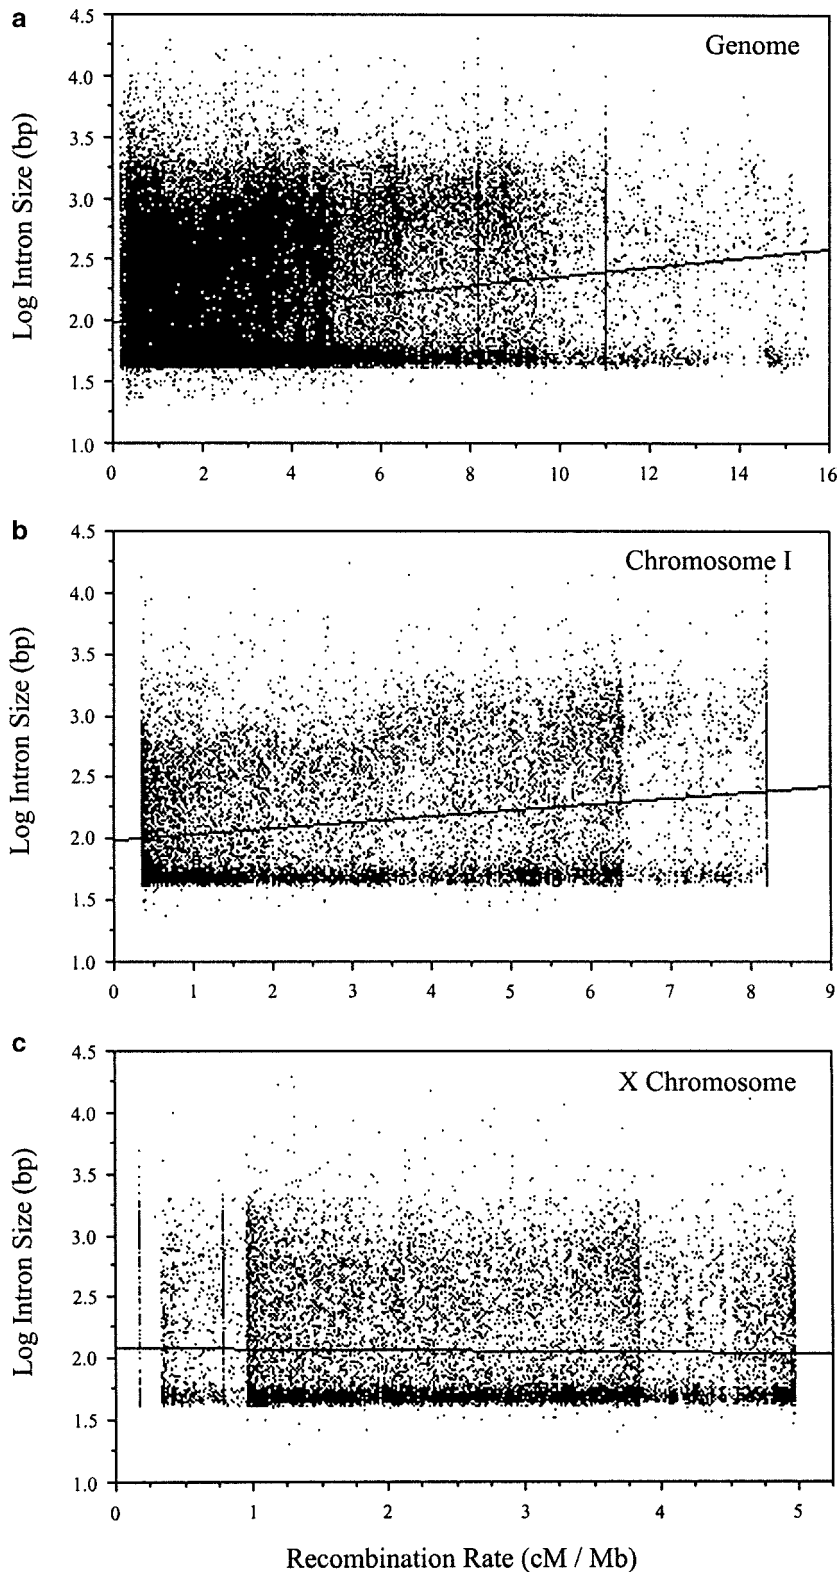 a
Genome
Log Intron Size (bp)
4.5
4.0
3.5
3.0
2.5
2.0
1.5
1.0
0 2 4 6 8 10 12 14 16
b
Chromosome I
Log Intron Size (bp)
4.5
4.0
3.5
3.0
2.5
2.0
1.5
1.0
0 1 2 3 4 5 6 7 8 9
c
X Chromosome
Log Intron Size (bp)
4.5
4.0
3.5
3.0
2.5
2.0
1.5
1.0
0 1 2 3 4 5
Recombination Rate (cM / Mb)